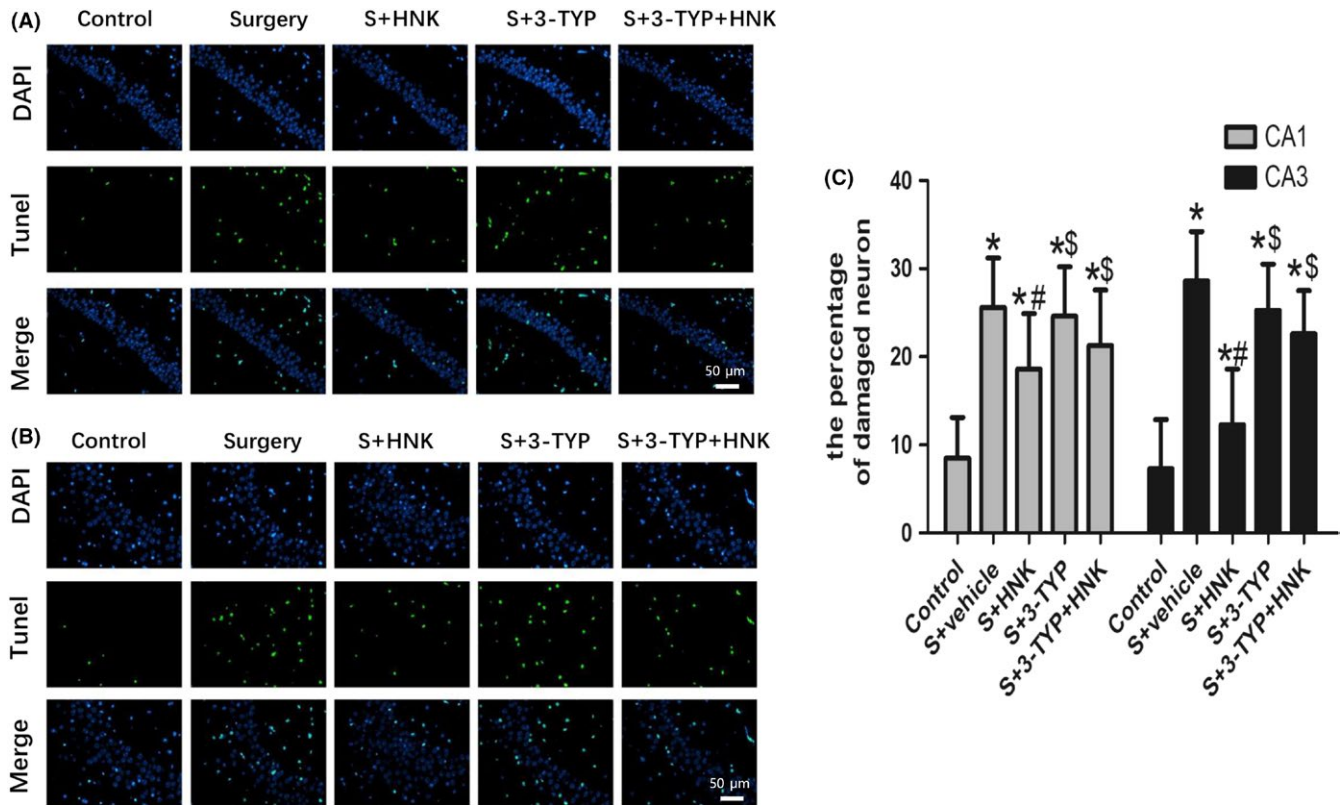 (A)
Control Surgery S+HNK S+3-TYP S+3-TYP+HNK
DAPI
Tunel
Merge
50 μm
(B)
Control Surgery S+HNK S+3-TYP S+3-TYP+HNK
DAPI
Tunel
Merge
50 μm
(C)
CA1
CA3
the percentage
of damaged neuron
40
30
20
10
0
* *# *$ *$ * *# *$ *$
Control S+vehicle S+HNK S+3-TYP S+3-TYP+HNK Control S+vehicle S+HNK S+3-TYP S+3-TYP+HNK